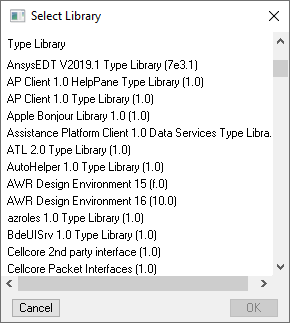 Select Library
Type Library
AnsysEDT V2019.1 Type Library (7e3.1)
AP Client 1.0 HelpPane Type Library (1.0)
AP Client 1.0 Type Library (1.0)
Apple Bonjour Library 1.0 (1.0)
Assistance Platform Client 1.0 Data Services Type Libra.
ATL 2.0 Type Library (1.0)
AutoHelper 1.0 Type Library (1.0)
AWR Design Environment 15 (f.0)
AWR Design Environment 16 (10.0)
azroles 1.0 Type Library (1.0)
BdeUISrv 1.0 Type Library (1.0)
Cellcore 2nd party interface (1.0)
Cellcore Packet Interfaces (1.0)
Cancel OK